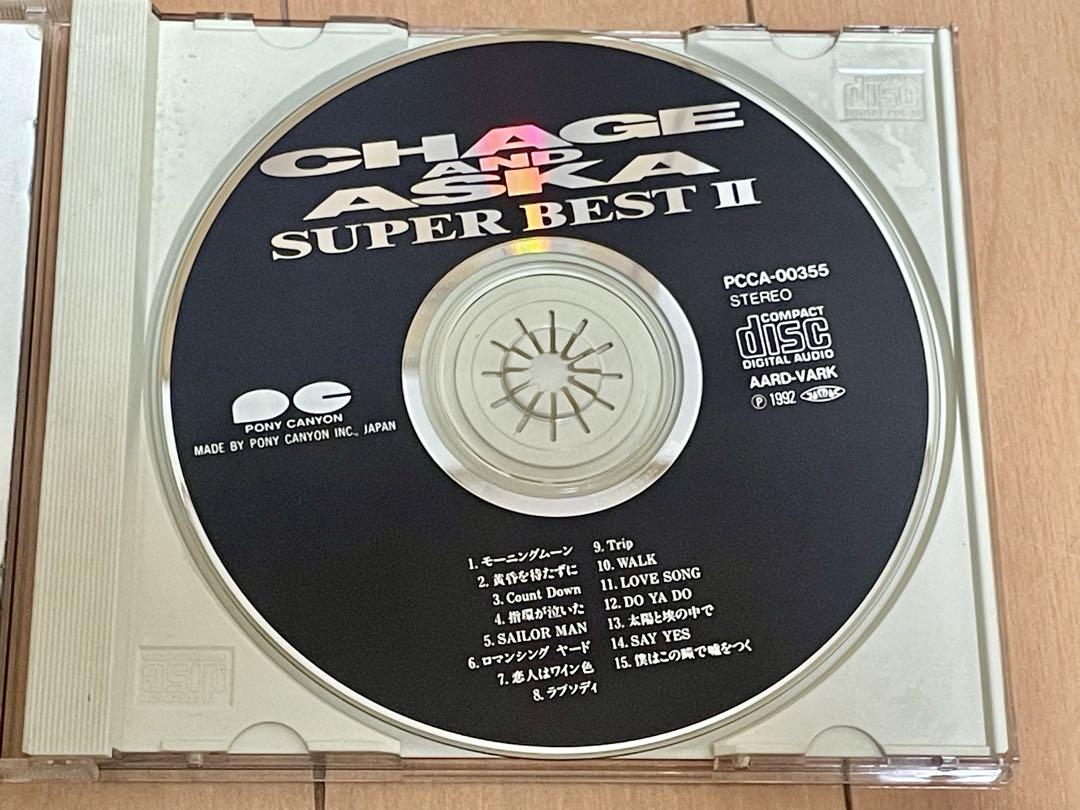 CHAGE
AND
ASKA
SUPER BEST II
PCCA-00355
STEREO
COMPACT
disc
DIGITAL AUDIO
AARD-VARK
Ⓟ 1992
PONY CANYON
MADE BY PONY CANYON INC., JAPAN
1. モーニングムーン
2. 黄昏を待たずに
3. Count Down
4. 指環が泣いた
5. SAILOR MAN
6. ロマンシング ヤード
7. 恋人はワイン色
8. ラプソディ
9. Trip
10. WALK
11. LOVE SONG
12. DO YA DO
13. 太陽と埃の中で
14. SAY YES
15. 僕はこの瞳で嘘をつく
disc